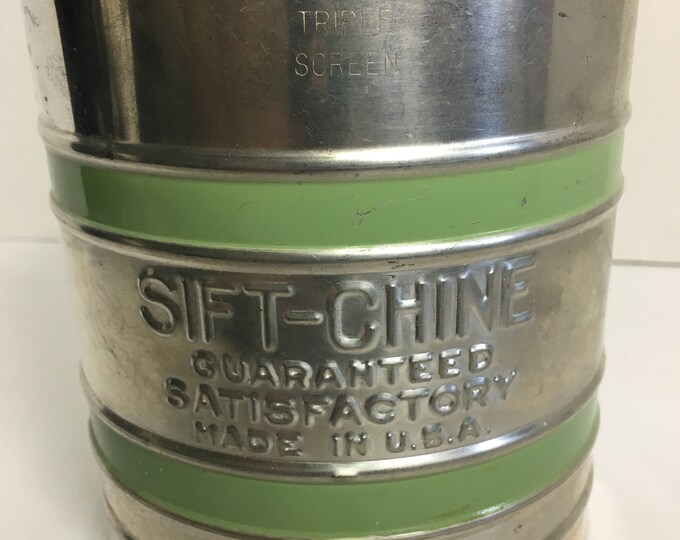 TRIPLE
SCREEN
SIFT-CHINE
GUARANTEED
SATISFACTORY
MADE IN U.S.A.